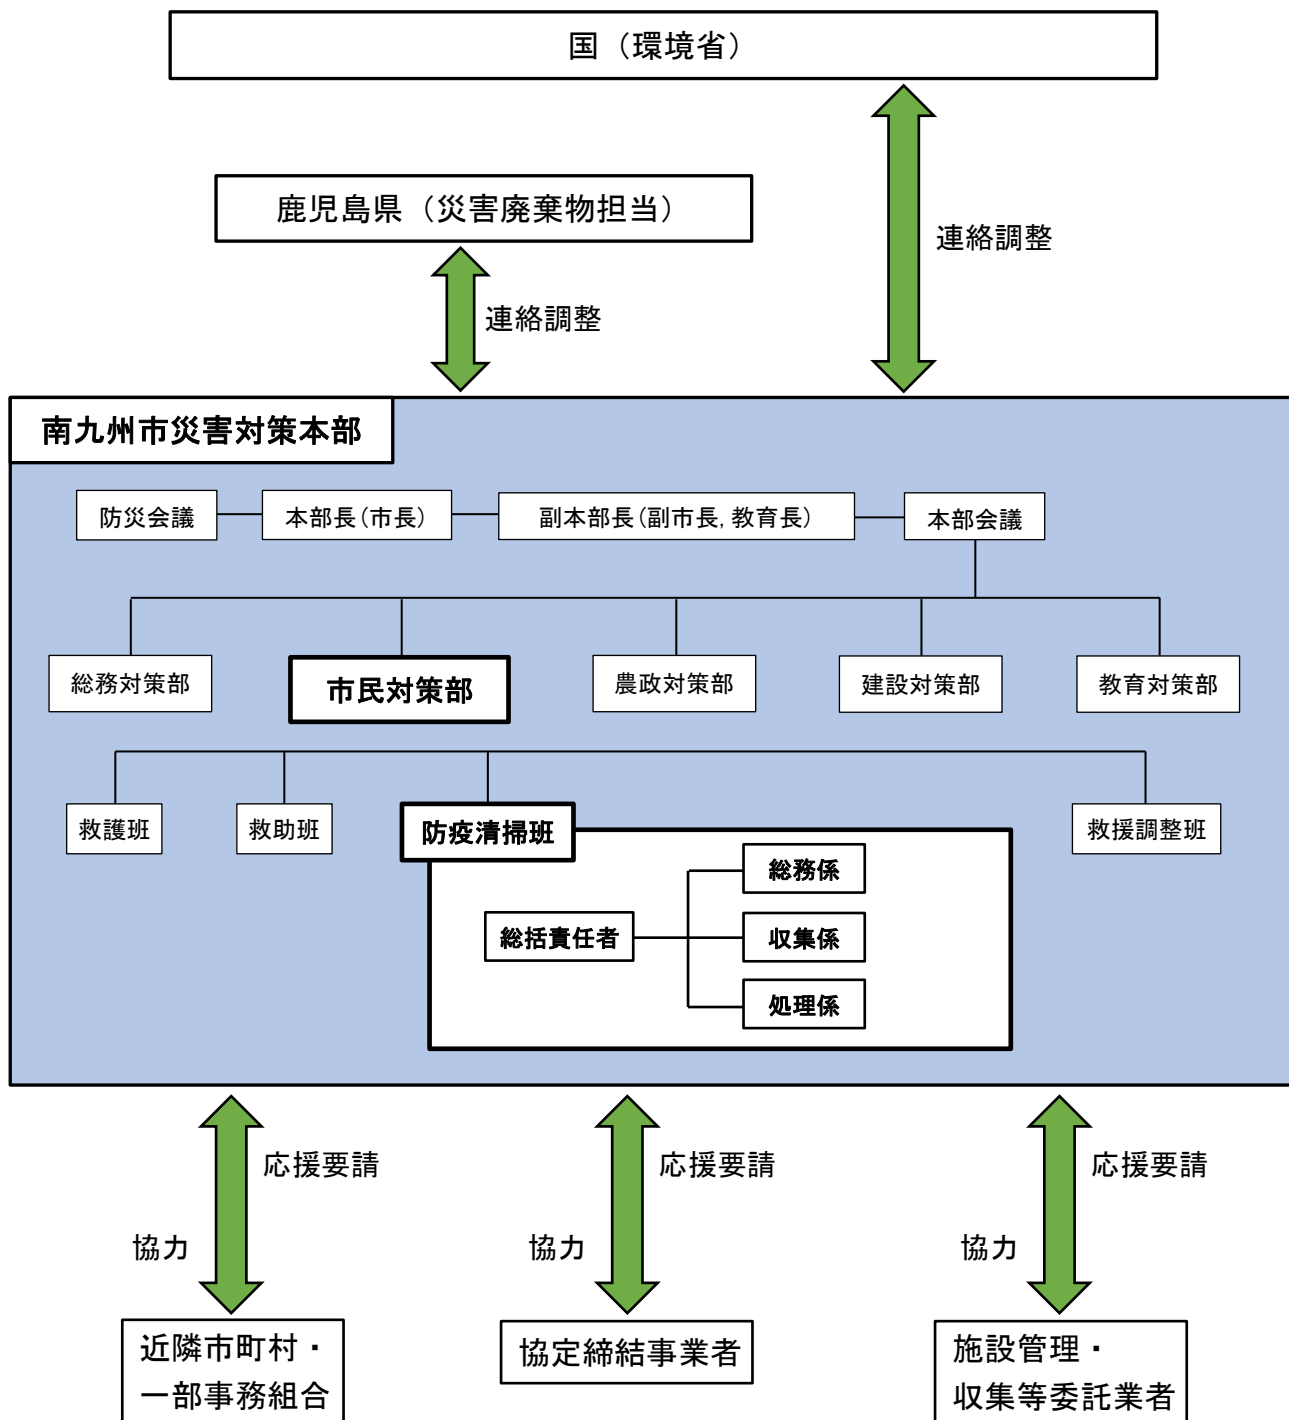 国（環境省）
鹿児島県（災害廃棄物担当）
連絡調整
連絡調整
南九州市災害対策本部
防災会議
本部長(市長)
副本部長(副市長,教育長)
本部会議
総務対策部
市民対策部
農政対策部
建設対策部
教育対策部
救護班
救助班
防疫清掃班
救援調整班
総括責任者
総務係
収集係
処理係
応援要請
協力
応援要請
協力
応援要請
協力
近隣市町村・
一部事務組合
協定締結事業者
施設管理・
収集等委託業者